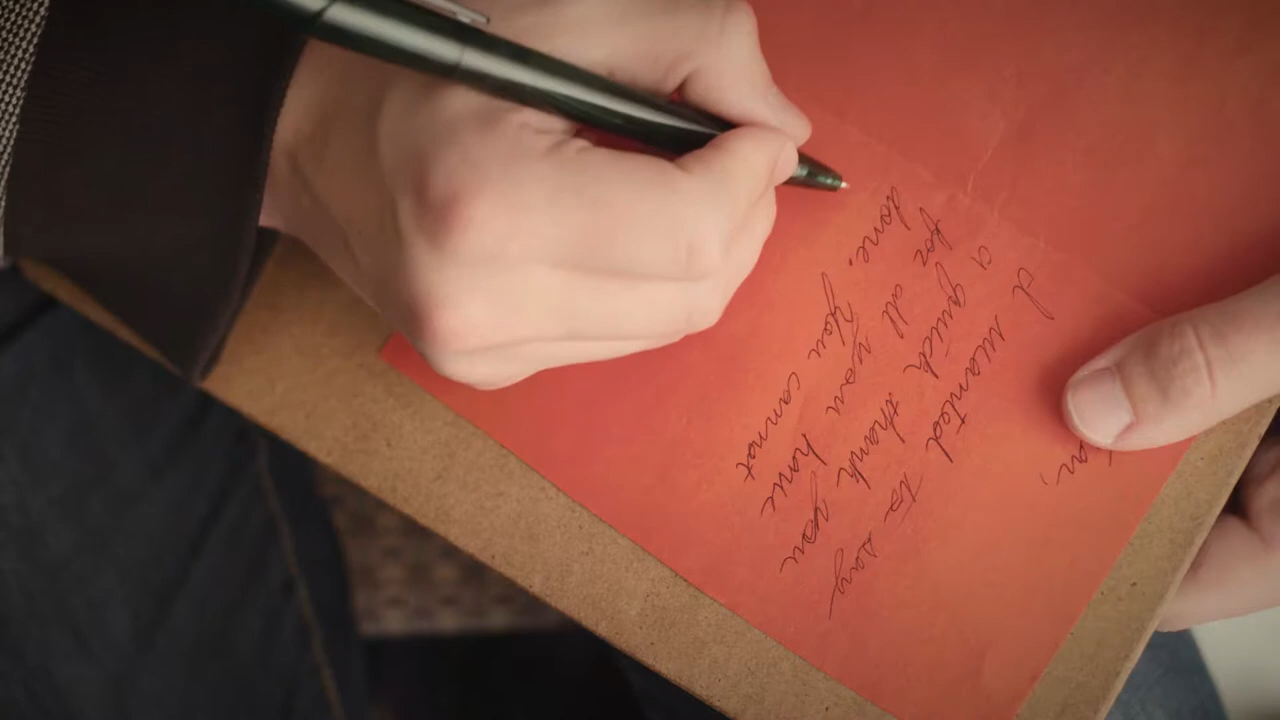 I wanted to say
a quick thank you
for all you have
done. You cannot